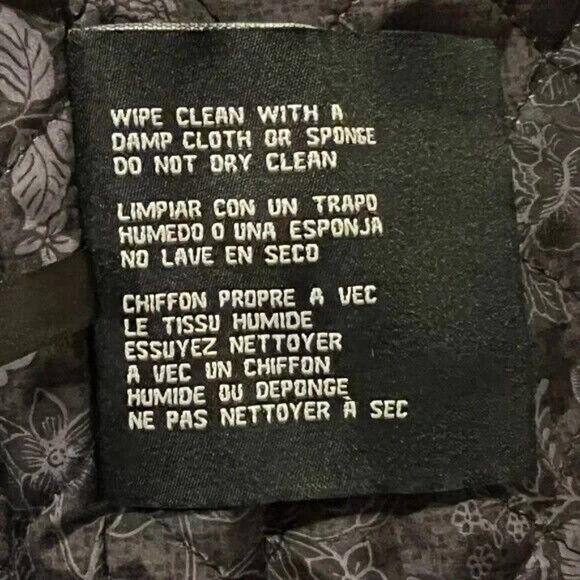 WIPE CLEAN WITH A
DAMP CLOTH OR SPONGE
DO NOT DRY CLEAN
LIMPIAR CON UN TRAPO
HUMEDO O UNA ESPONJA
NO LAVE EN SECO
CHIFFON PROPRE A VEC
LE TISSU HUMIDE
ESSUYEZ NETTOYER
A VEC UN CHIFFON
HUMIDE OU DEPONGE
NE PAS NETTOYER À SEC